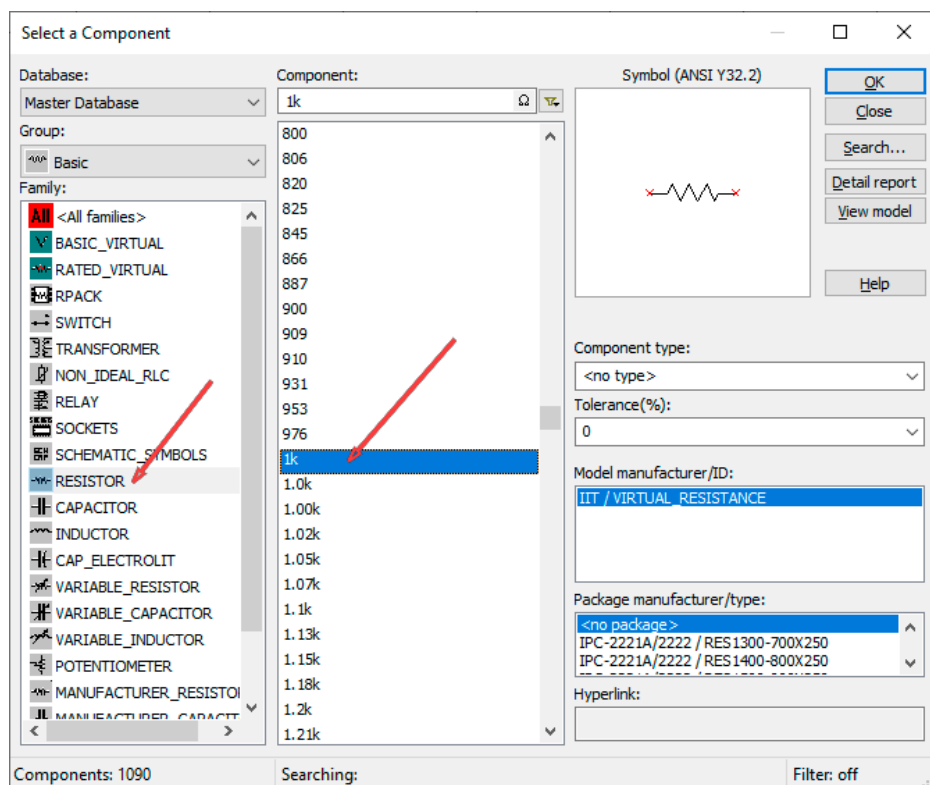 Select a Component
Database:
Master Database
Group:
Basic
Family:
All <All families>
BASIC_VIRTUAL
RATED_VIRTUAL
RPACK
SWITCH
TRANSFORMER
NON_IDEAL_RLC
RELAY
SOCKETS
SCHEMATIC_SYMBOLS
RESISTOR
CAPACITOR
INDUCTOR
CAP_ELECTROLIT
VARIABLE_RESISTOR
VARIABLE_CAPACITOR
VARIABLE_INDUCTOR
POTENTIOMETER
MANUFACTURER_RESISTO
MANUFACTURER_CAPACIT
Component:
1k Ω
800
806
820
825
845
866
887
900
909
910
931
953
976
1k
1.0k
1.00k
1.02k
1.05k
1.07k
1.1k
1.13k
1.15k
1.18k
1.2k
1.21k
Symbol (ANSI Y32.2)
OK
Close
Search...
Detail report
View model
Help
Component type:
<no type>
Tolerance(%):
0
Model manufacturer/ID:
IIT / VIRTUAL_RESISTANCE
Package manufacturer/type:
<no package>
IPC-2221A/2222 / RES1300-700X250
IPC-2221A/2222 / RES1400-800X250
Hyperlink:
Components: 1090
Searching:
Filter: off